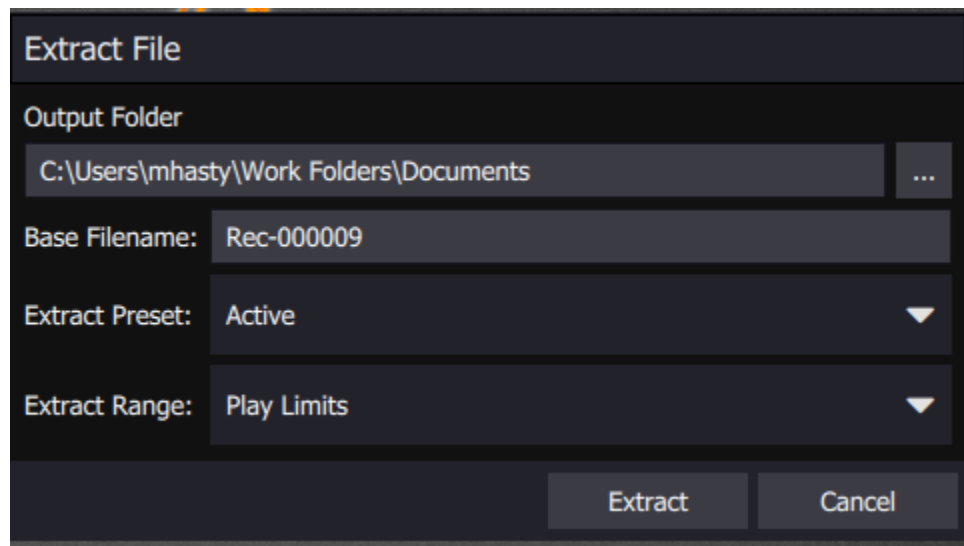 Extract File
Output Folder
C:\Users\mhasty\Work Folders\Documents ...
Base Filename: Rec-000009
Extract Preset: Active
Extract Range: Play Limits
Extract Cancel